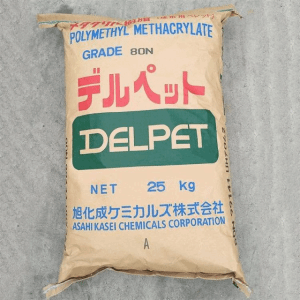 POLYMETHYL METHACRYLATE
GRADE 80N
デルペット
DELPET
NET 25 kg
旭化成ケミカルズ株式会社
ASAHI KASEI CHEMICALS CORPORATION
A